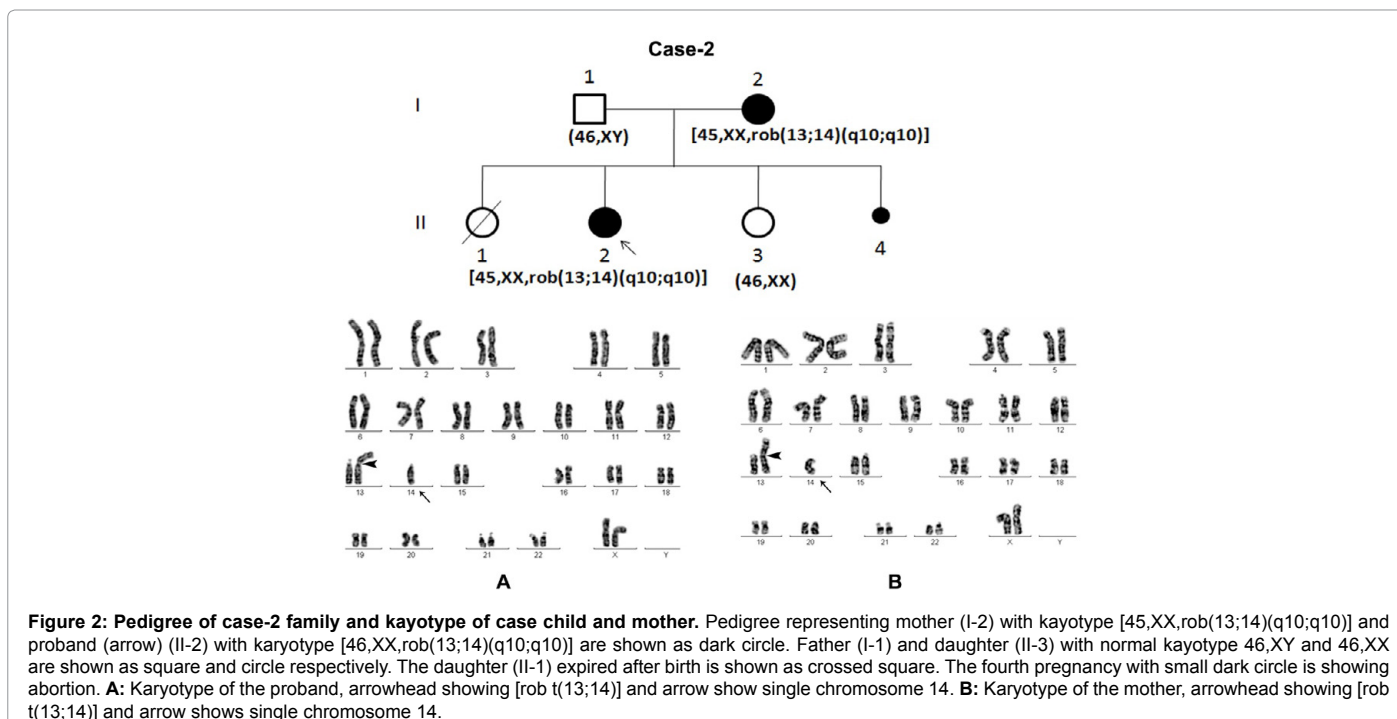 Case-2
1 2
I
(46,XY) [45,XX,rob(13;14)(q10;q10)]
II
1 2 3 4
[45,XX,rob(13;14)(q10;q10)] (46,XX)
1 2 3 4 5
6 7 8 9 10 11 12
13 14 15 16 17 18
19 20 21 22 X Y
A
1 2 3 4 5
6 7 8 9 10 11 12
13 14 15 16 17 18
19 20 21 22 X Y
B
Figure 2: Pedigree of case-2 family and kayotype of case child and mother. Pedigree representing mother (I-2) with kayotype [45,XX,rob(13;14)(q10;q10)] and
proband (arrow) (II-2) with karyotype [46,XX,rob(13;14)(q10;q10)] are shown as dark circle. Father (I-1) and daughter (II-3) with normal kayotype 46,XY and 46,XX
are shown as square and circle respectively. The daughter (II-1) expired after birth is shown as crossed square. The fourth pregnancy with small dark circle is showing
abortion. A: Karyotype of the proband, arrowhead showing [rob t(13;14)] and arrow show single chromosome 14. B: Karyotype of the mother, arrowhead showing [rob
t(13;14)] and arrow shows single chromosome 14.